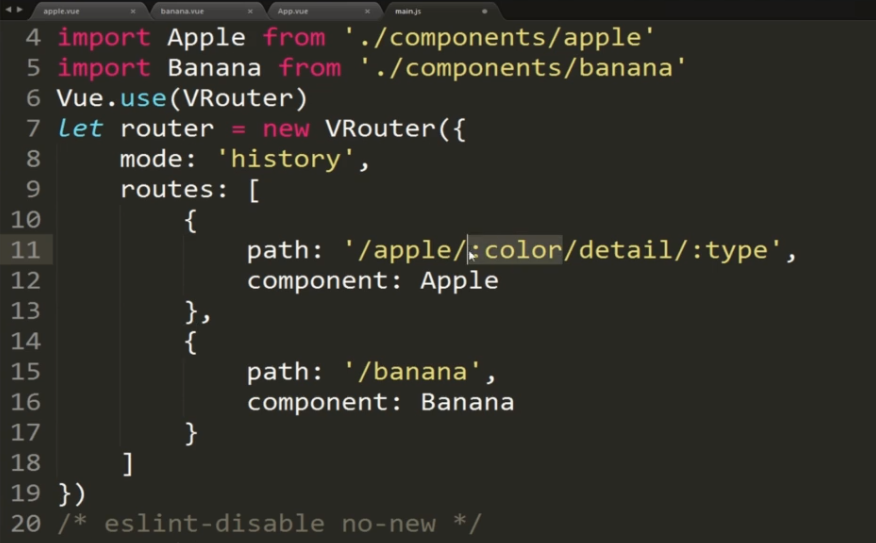 apple.vue banana.vue App.vue main.js
4 import Apple from './components/apple'
5 import Banana from './components/banana'
6 Vue.use(VRouter)
7 let router = new VRouter({
8 mode: 'history',
9 routes: [
10 {
11 path: '/apple/:color/detail/:type',
12 component: Apple
13 },
14 {
15 path: '/banana',
16 component: Banana
17 }
18 ]
19 })
20 /* eslint-disable no-new */